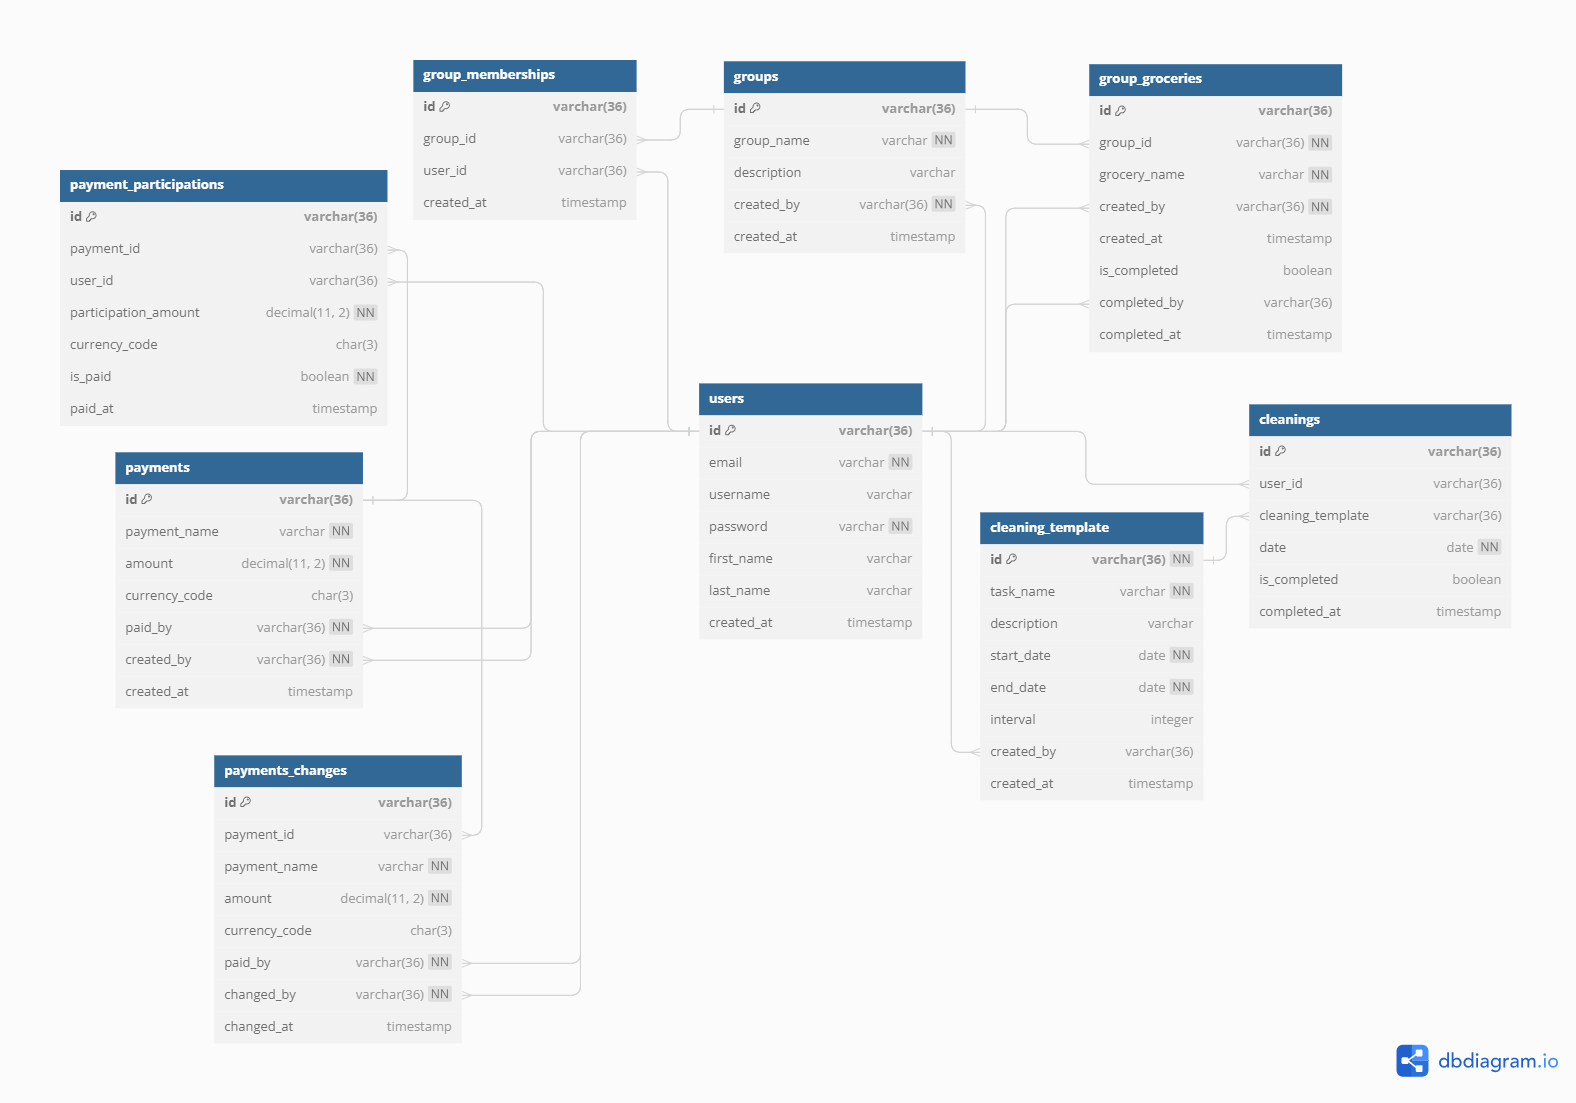 group_memberships
id varchar(36)
group_id varchar(36)
user_id varchar(36)
created_at timestamp
groups
id varchar(36)
group_name varchar NN
description varchar
created_by varchar(36) NN
created_at timestamp
group_groceries
id varchar(36)
group_id varchar(36) NN
grocery_name varchar NN
created_by varchar(36) NN
created_at timestamp
is_completed boolean
completed_by varchar(36)
completed_at timestamp
payment_participations
id varchar(36)
payment_id varchar(36)
user_id varchar(36)
participation_amount decimal(11, 2) NN
currency_code char(3)
is_paid boolean NN
paid_at timestamp
users
id varchar(36)
email varchar NN
username varchar
password varchar NN
first_name varchar
last_name varchar
created_at timestamp
cleanings
id varchar(36)
user_id varchar(36)
cleaning_template varchar(36)
date date NN
is_completed boolean
completed_at timestamp
payments
id varchar(36)
payment_name varchar NN
amount decimal(11, 2) NN
currency_code char(3)
paid_by varchar(36) NN
created_by varchar(36) NN
created_at timestamp
cleaning_template
id varchar(36) NN
task_name varchar NN
description varchar
start_date date NN
end_date date NN
interval integer
created_by varchar(36)
created_at timestamp
payments_changes
id varchar(36)
payment_id varchar(36)
payment_name varchar NN
amount decimal(11, 2) NN
currency_code char(3)
paid_by varchar(36) NN
changed_by varchar(36) NN
changed_at timestamp
dbdiagram.io